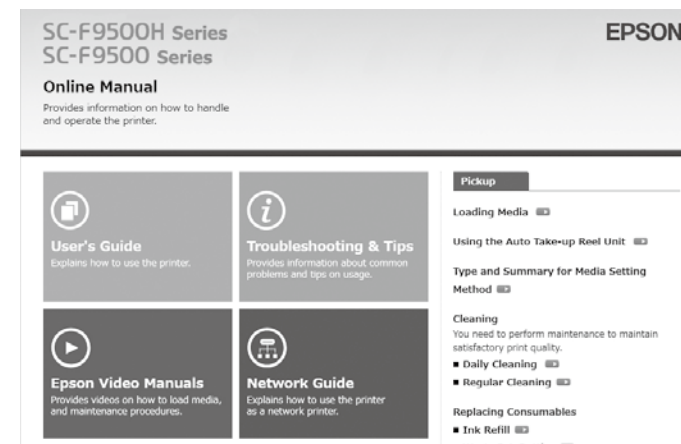 SC-F9500H Series
SC-F9500 Series
EPSON
Online Manual
Provides information on how to handle
and operate the printer.
User's Guide
Explains how to use the printer.
Troubleshooting & Tips
Provides information about common
problems and tips on usage.
Epson Video Manuals
Provides videos on how to load media,
and maintenance procedures.
Network Guide
Explains how to use the printer
as a network printer.
Pickup
Loading Media
Using the Auto Take-up Reel Unit
Type and Summary for Media Setting
Method
Cleaning
You need to perform maintenance to maintain
satisfactory print quality.
■ Daily Cleaning
■ Regular Cleaning
Replacing Consumables
■ Ink Refill